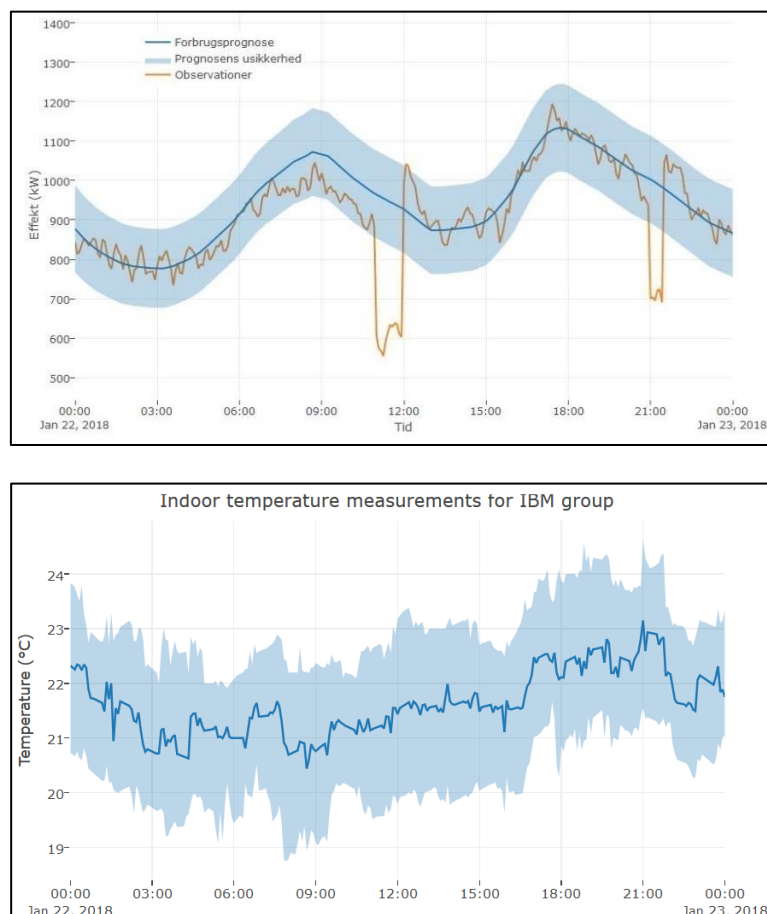 1400
1300
1200
1100
1000
900
800
700
600
500
Effekt (kW)
Forbrugsprognose
Prognosens usikkerhed
Observationer
00:00 03:00 06:00 09:00 12:00 15:00 18:00 21:00 00:00
Jan 22, 2018 Jan 23, 2018
Tid
Indoor temperature measurements for IBM group
24
23
22
21
20
19
Temperature (°C)
00:00 03:00 06:00 09:00 12:00 15:00 18:00 21:00 00:00
Jan 22, 2018 Jan 23, 2018